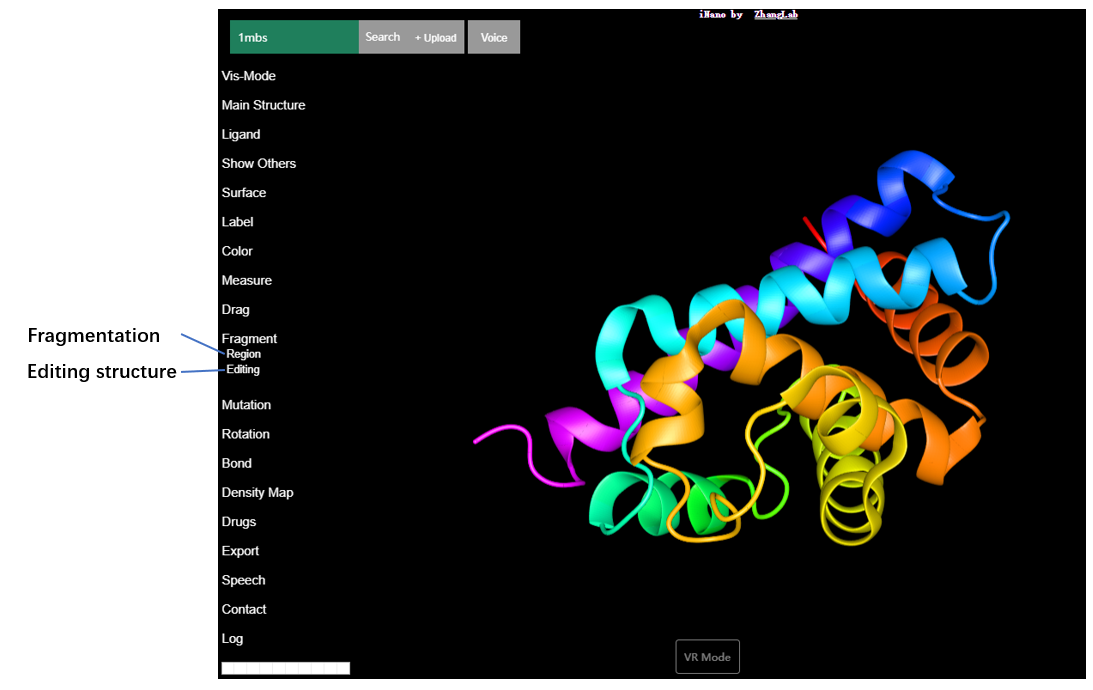 iNano by ZhangLab
1mbs
Search
+ Upload
Voice
Vis-Mode
Main Structure
Ligand
Show Others
Surface
Label
Color
Measure
Drag
Fragment
Fragmentation
Region
Editing structure
Editing
Mutation
Rotation
Bond
Density Map
Drugs
Export
Speech
Contact
Log
VR Mode